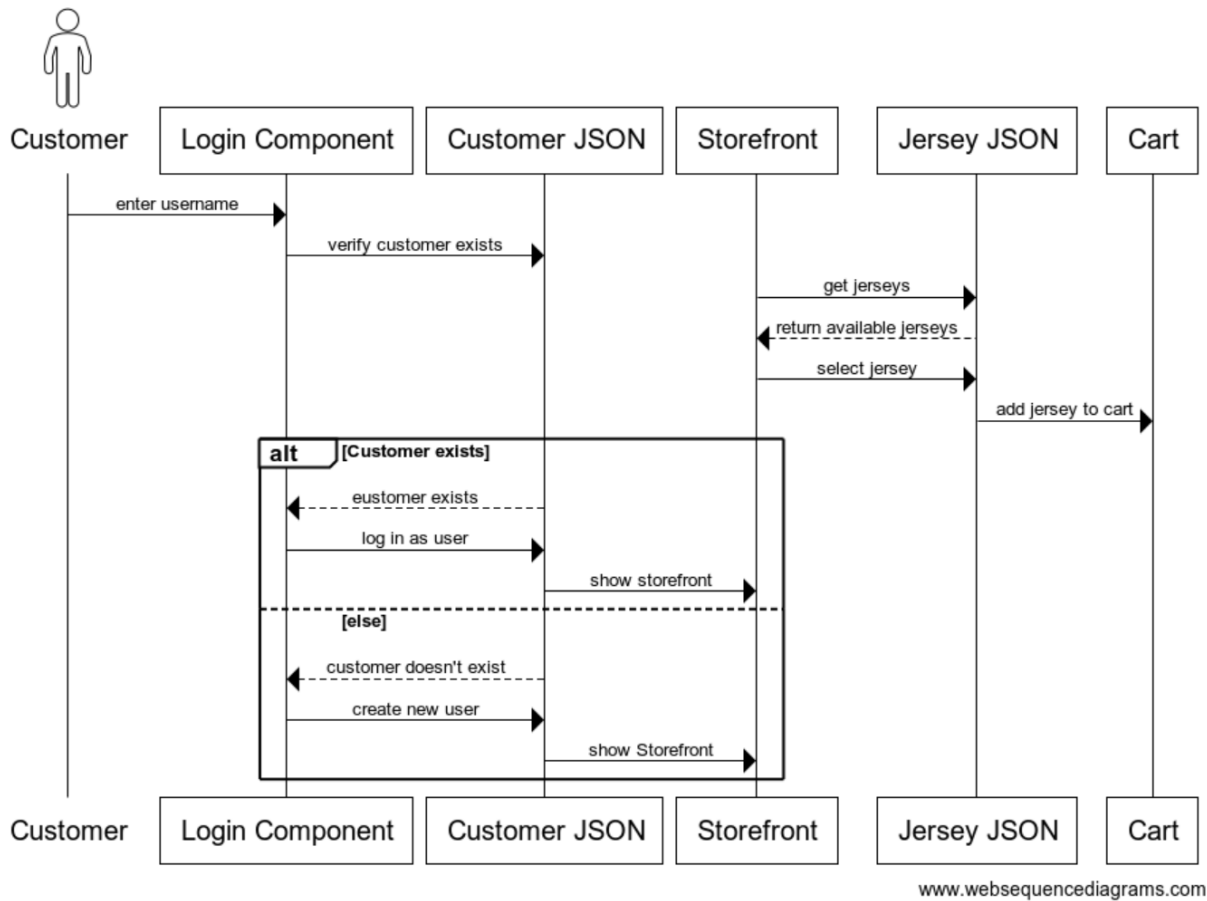 Customer
Login Component
Customer JSON
Storefront
Jersey JSON
Cart
enter username
verify customer exists
get jerseys
return available jerseys
select jersey
add jersey to cart
alt [Customer exists]
eustomer exists
log in as user
show storefront
[else]
customer doesn't exist
create new user
show Storefront
Customer
Login Component
Customer JSON
Storefront
Jersey JSON
Cart
www.websequencediagrams.com